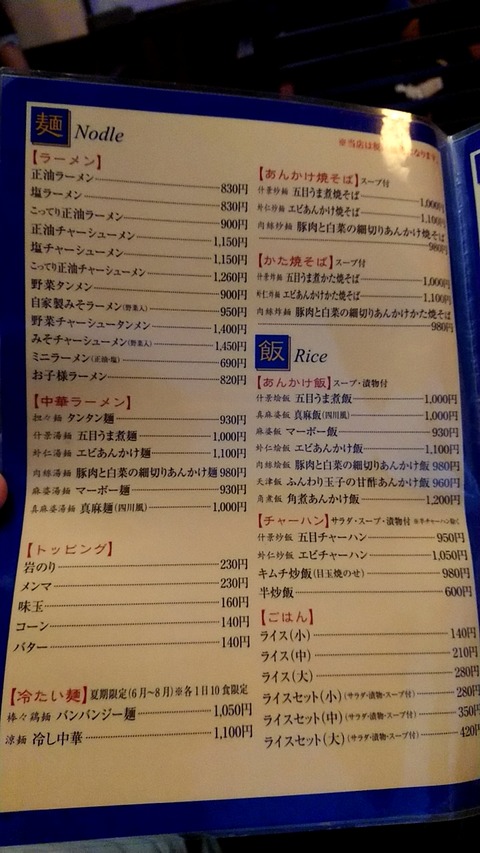 麺 Nodle
※当店は
なります。
【ラーメン】
正油ラーメン 830円
塩ラーメン 830円
こってり正油ラーメン 900円
正油チャーシューメン 1,150円
塩チャーシューメン 1,150円
こってり正油チャーシューメン 1,260円
野菜タンメン 900円
自家製みそラーメン(野菜入) 950円
野菜チャーシュータンメン 1,400円
みそチャーシューメン(野菜入) 1,450円
ミニラーメン(正油・塩) 690円
お子様ラーメン 820円
【中華ラーメン】
担々麺 タンタン麺 930円
什景湯麺 五目うま煮麺 1,000円
蝦仁湯麺 エビあんかけ麺 1,100円
肉絲湯麺 豚肉と白菜の細切りあんかけ麺 980円
麻婆湯麺 マーボー麺 930円
真麻婆湯麺 真麻麺(四川風) 1,000円
【トッピング】
岩のり 230円
メンマ 230円
味玉 160円
コーン 140円
バター 140円
【冷たい麺】夏期限定(6月〜8月)※各1日10食限定
棒々鶏麺 バンバンジー麺 1,050円
涼麺 冷し中華 1,100円
【あんかけ焼そば】スープ付
什景炒麺 五目うま煮焼そば 1,000円
蝦仁炒麺 エビあんかけ焼そば 1,100円
肉絲炒麺 豚肉と白菜の細切りあんかけ焼そば
980円
【かた焼そば】スープ付
什景炸麺 五目うま煮かた焼そば 1,000円
蝦仁炸麺 エビあんかけかた焼そば 1,100円
肉絲炸麺 豚肉と白菜の細切りあんかけかた焼そば
980円
飯 Rice
【あんかけ飯】スープ・漬物付
什景烩飯 五目うま煮飯 1,000円
真麻婆飯 真麻飯(四川風) 1,000円
麻婆飯 マーボー飯 930円
蝦仁烩飯 エビあんかけ飯 1,100円
肉絲烩飯 豚肉と白菜の細切りあんかけ飯 980円
天津飯 ふんわり玉子の甘酢あんかけ飯 960円
角煮飯 角煮あんかけ飯 1,200円
【チャーハン】サラダ・スープ・漬物付 ※半チャーハン除く
什景炒飯 五目チャーハン 950円
蝦仁炒飯 エビチャーハン 1,050円
キムチ炒飯(目玉焼のせ) 980円
半炒飯 600円
【ごはん】
ライス(小) 140円
ライス(中) 210円
ライス(大) 280円
ライスセット(小)(サラダ・漬物・スープ付) 280円
ライスセット(中)(サラダ・漬物・スープ付) 350円
ライスセット(大)(サラダ・漬物・スープ付) 420円